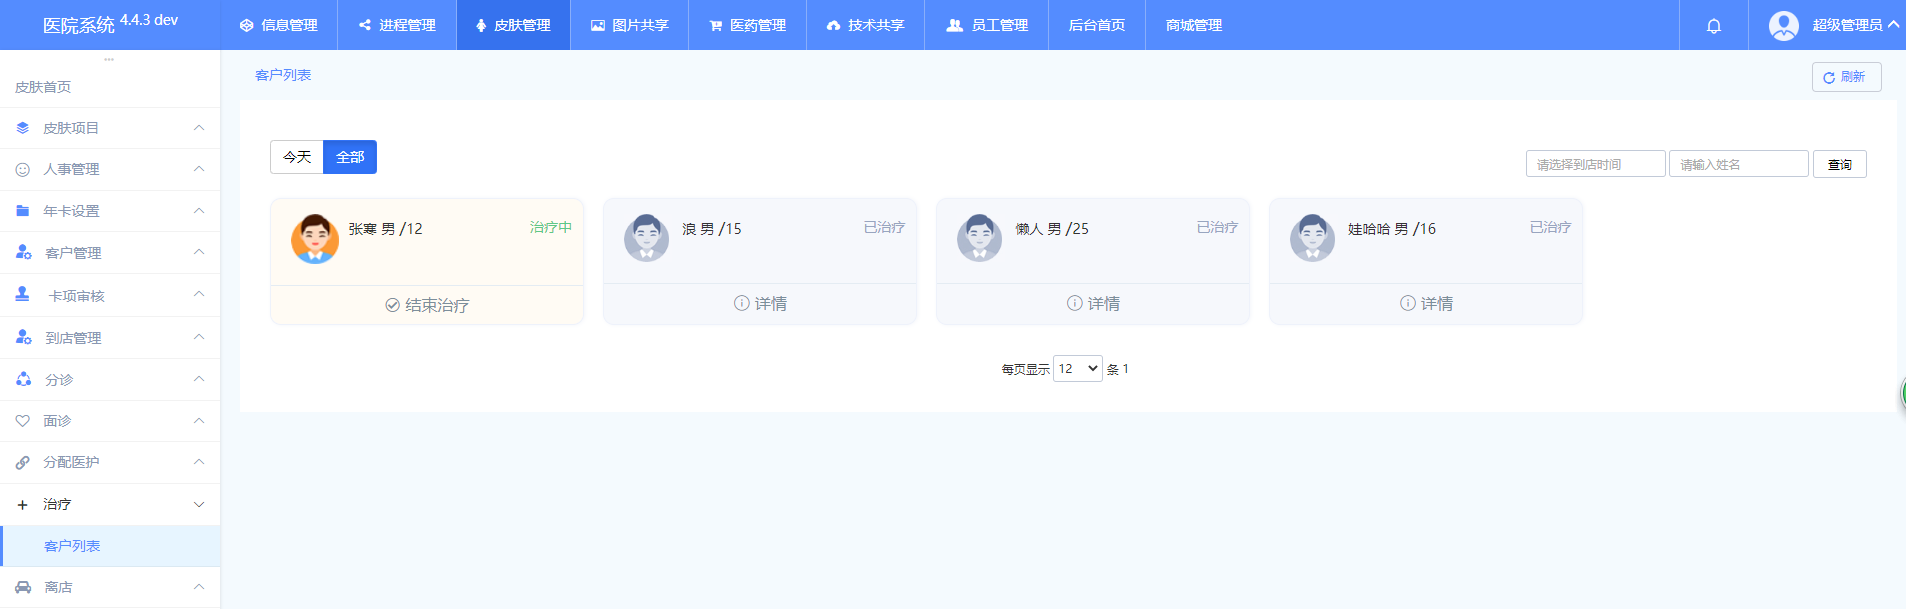 医院系统 4.4.3 dev
信息管理
进程管理
皮肤管理
图片共享
医药管理
技术共享
员工管理
后台首页
商城管理
超级管理员
皮肤首页
皮肤项目
人事管理
年卡设置
客户管理
卡项审核
到店管理
分诊
面诊
分配医护
治疗
客户列表
离店
客户列表
刷新
今天 全部
请选择到店时间 请输入姓名 查询
张寒 男 /12 治疗中
结束治疗
浪 男 /15 已治疗
详情
懒人 男 /25 已治疗
详情
娃哈哈 男 /16 已治疗
详情
每页显示 12 条 1